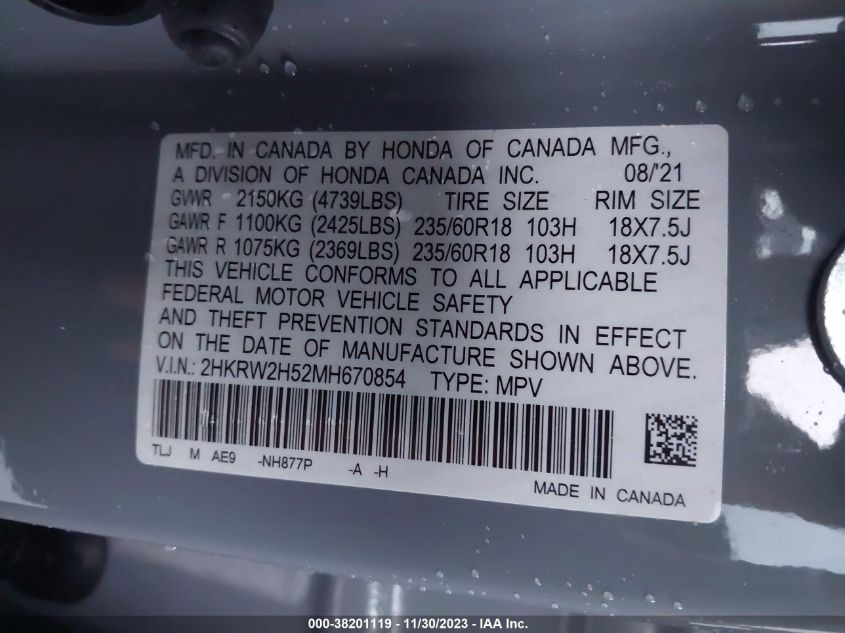 MFD. IN CANADA BY HONDA OF CANADA MFG.,
A DIVISION OF HONDA CANADA INC. 08/'21
GVWR 2150KG (4739LBS) TIRE SIZE RIM SIZE
GAWR F 1100KG (2425LBS) 235/60R18 103H 18X7.5J
GAWR R 1075KG (2369LBS) 235/60R18 103H 18X7.5J
THIS VEHICLE CONFORMS TO ALL APPLICABLE
FEDERAL MOTOR VEHICLE SAFETY
AND THEFT PREVENTION STANDARDS IN EFFECT
ON THE DATE OF MANUFACTURE SHOWN ABOVE.
V.I.N.: 2HKRW2H52MH670854 TYPE: MPV
TLJ M AE9 -NH877P -A -H
MADE IN CANADA
000-38201119 - 11/30/2023 - IAA Inc.